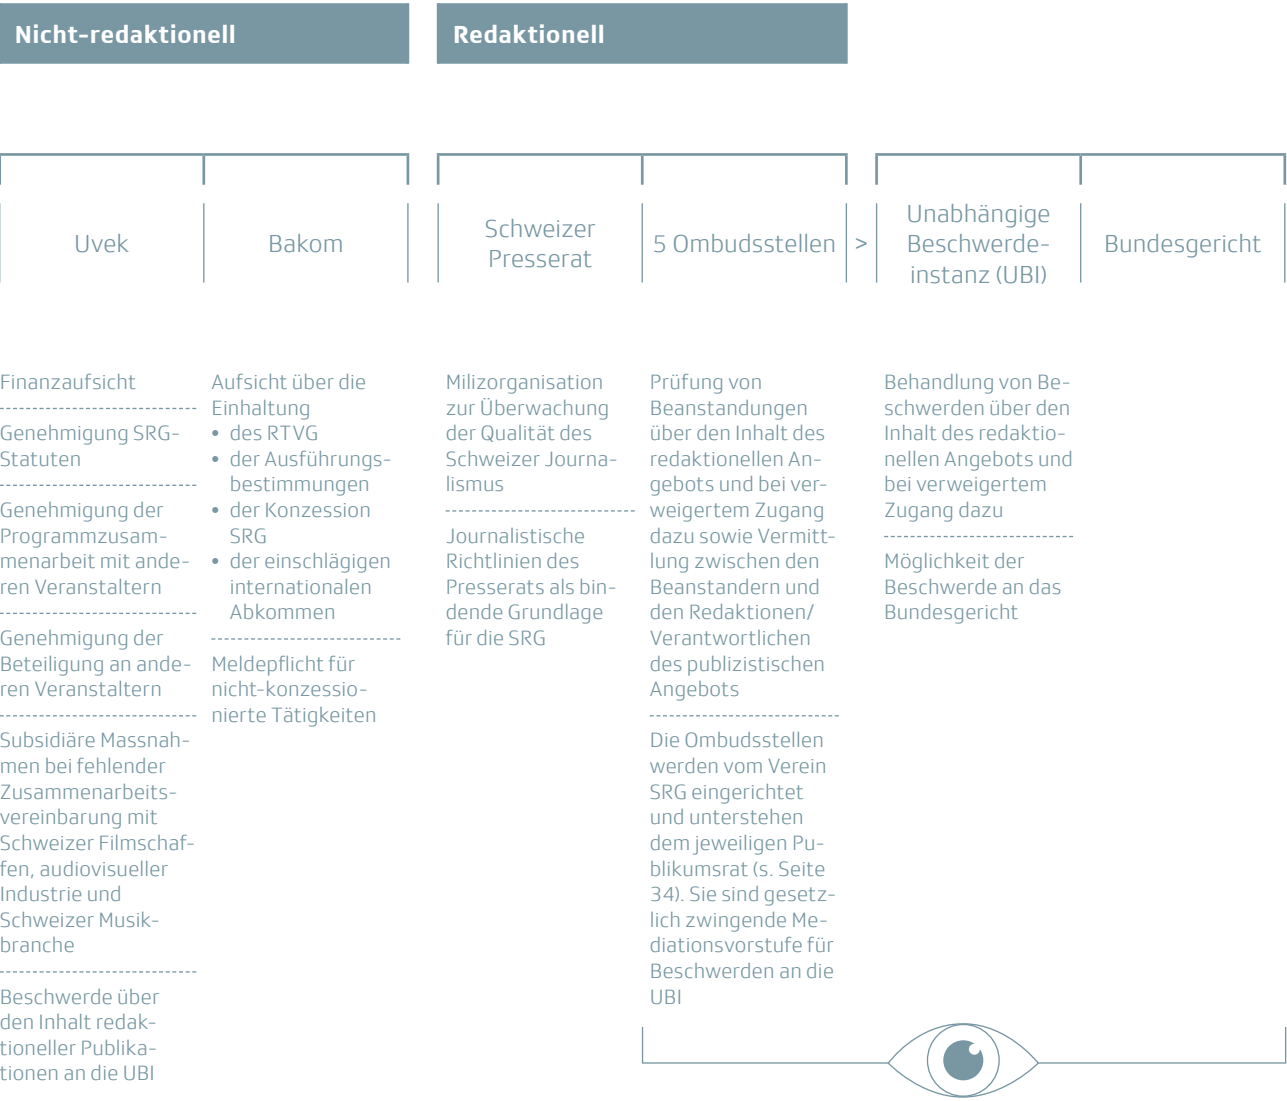 Nicht-redaktionell
Redaktionell
Uvek
Bakom
Schweizer
Presserat
5 Ombudsstellen
>
Unabhängige
Beschwerde-
instanz (UBI)
Bundesgericht
Finanzaufsicht
Genehmigung SRG-
Statuten
Genehmigung der
Programmzusam-
menarbeit mit ande-
ren Veranstaltern
Genehmigung der
Beteiligung an ande-
ren Veranstaltern
Subsidiäre Massnah-
men bei fehlender
Zusammenarbeits-
vereinbarung mit
Schweizer Filmschaf-
fen, audiovisueller
Industrie und
Schweizer Musik-
branche
Beschwerde über
den Inhalt redak-
tioneller Publika-
tionen an die UBI
Aufsicht über die
Einhaltung
• des RTVG
• der Ausführungs-
bestimmungen
• der Konzession
SRG
• der einschlägigen
internationalen
Abkommen
Meldepflicht für
nicht-konzessio-
nierte Tätigkeiten
Milizorganisation
zur Überwachung
der Qualität des
Schweizer Journa-
lismus
Journalistische
Richtlinien des
Presserats als bin-
dende Grundlage
für die SRG
Prüfung von
Beanstandungen
über den Inhalt des
redaktionellen An-
gebots und bei ver-
weigertem Zugang
dazu sowie Vermitt-
lung zwischen den
Beanstandern und
den Redaktionen/
Verantwortlichen
des publizistischen
Angebots
Die Ombudsstellen
werden vom Verein
SRG eingerichtet
und unterstehen
dem jeweiligen Pu-
blikumsrat (s. Seite
34). Sie sind gesetz-
lich zwingende Me-
diationsvorstufe für
Beschwerden an die
UBI
Behandlung von Be-
schwerden über den
Inhalt des redaktio-
nellen Angebots und
bei verweigertem
Zugang dazu
Möglichkeit der
Beschwerde an das
Bundesgericht